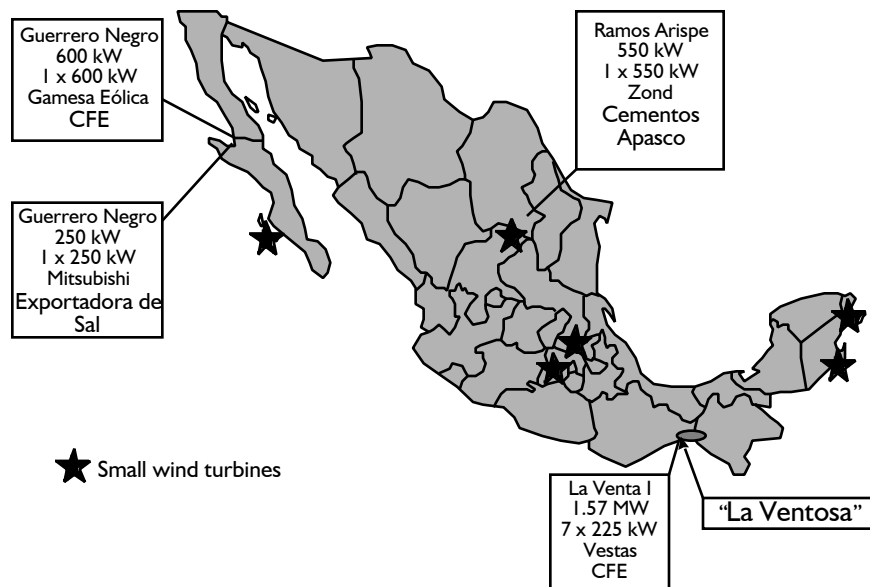 Guerrero Negro
600 kW
1 x 600 kW
Gamesa Eólica
CFE
Ramos Arispe
550 kW
1 x 550 kW
Zond
Cementos
Apasco
Guerrero Negro
250 kW
1 x 250 kW
Mitsubishi
Exportadora de
Sal
Small wind turbines
La Venta I
1.57 MW
7 x 225 kW
Vestas
CFE
“La Ventosa”